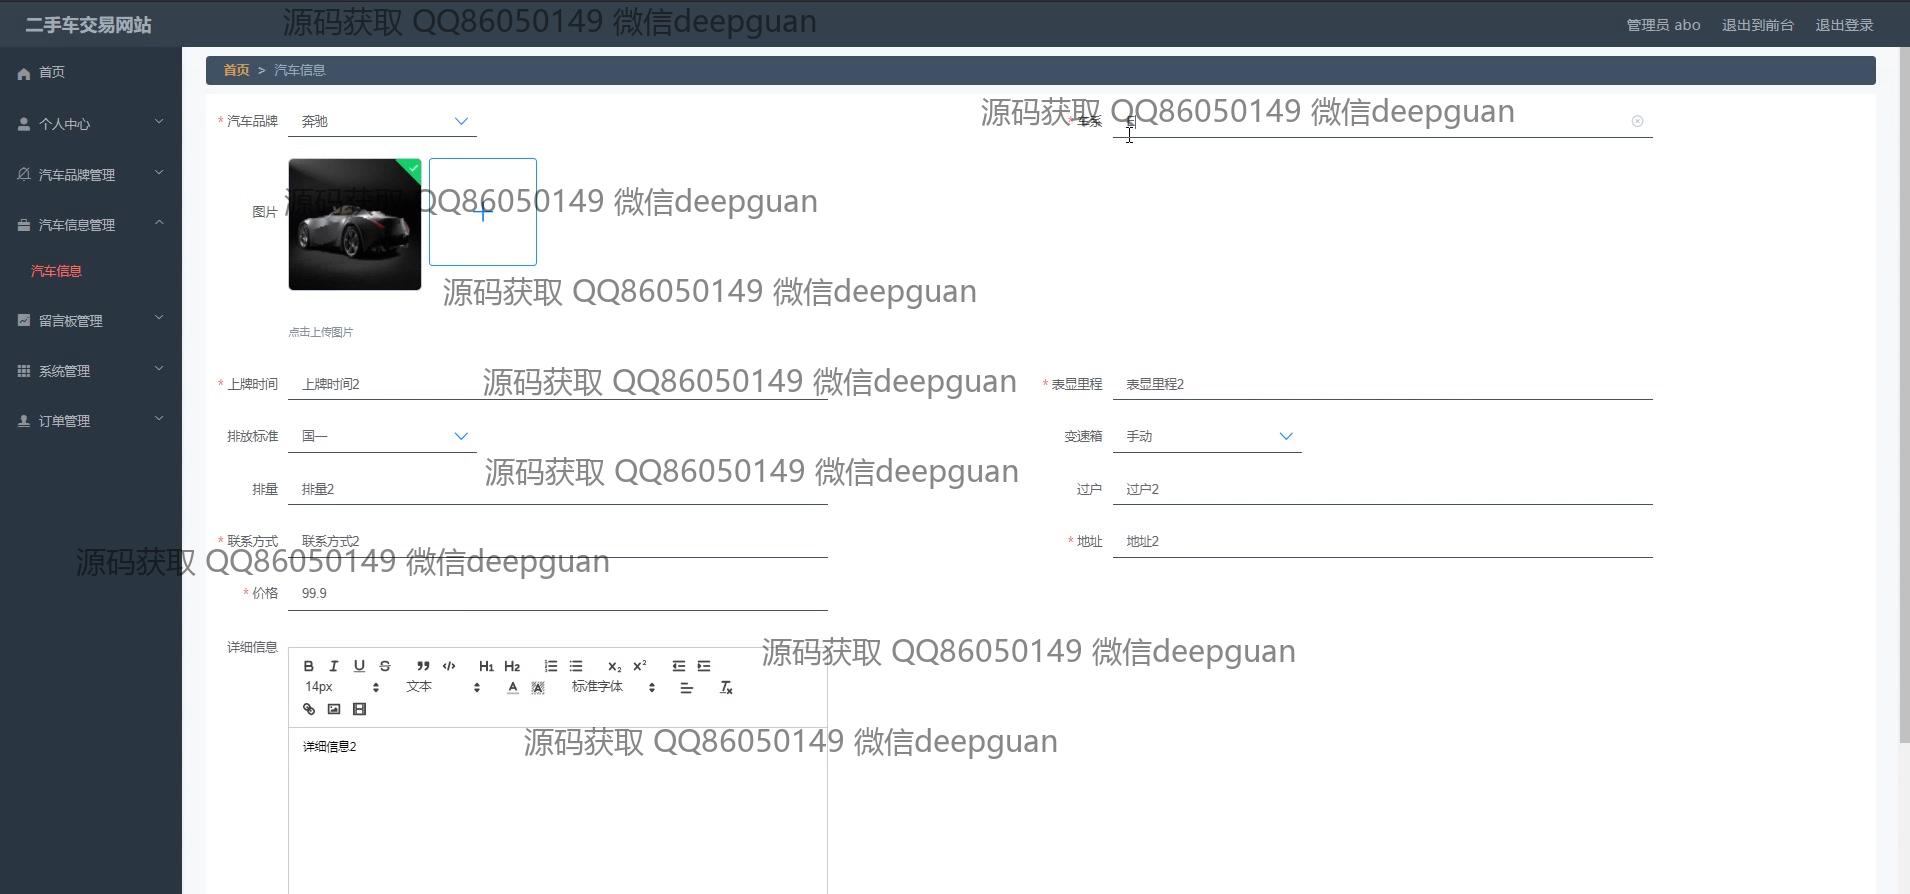 二手车交易网站
源码获取 QQ86050149 微信deepguan
管理员 abo 退出到前台 退出登录
首页
个人中心
汽车品牌管理
汽车信息管理
汽车信息
留言板管理
系统管理
订单管理
首页 > 汽车信息
* 汽车品牌 奔驰
* 车系
源码获取 QQ86050149 微信deepguan
图片
源码获取 QQ86050149 微信deepguan
源码获取 QQ86050149 微信deepguan
点击上传图片
* 上牌时间 上牌时间2
源码获取 QQ86050149 微信deepguan
* 表显里程 表显里程2
排放标准 国一
变速箱 手动
源码获取 QQ86050149 微信deepguan
排量 排量2
过户 过户2
* 联系方式 联系方式2
* 地址 地址2
源码获取 QQ86050149 微信deepguan
* 价格 99.9
详细信息
源码获取 QQ86050149 微信deepguan
B I U S H1 H2 X₂ X²
14px 文本 A A 标准字体 Tx
详细信息2
源码获取 QQ86050149 微信deepguan